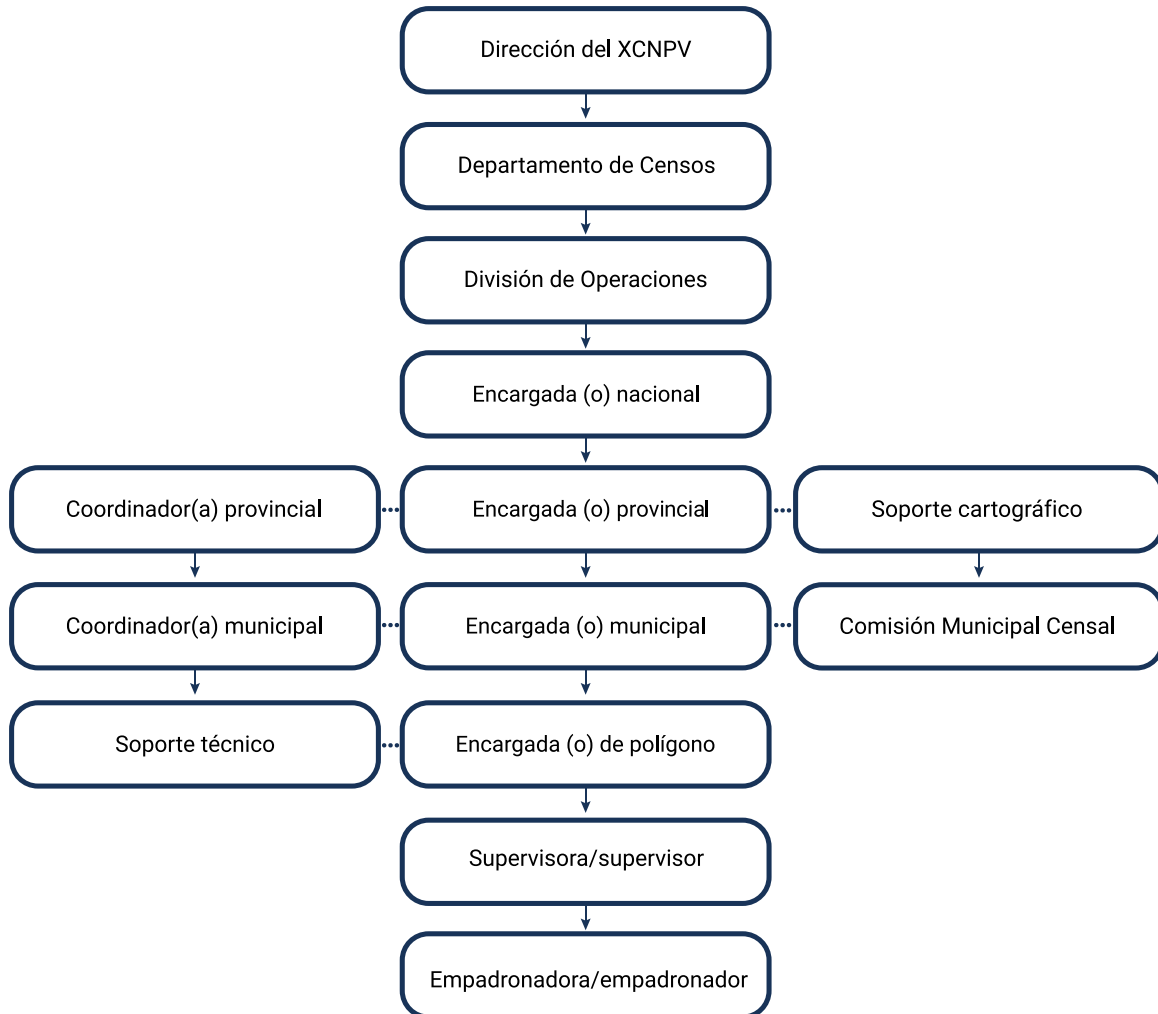 Dirección del XCNPV
Departamento de Censos
División de Operaciones
Encargada (o) nacional
Coordinador(a) provincial
Encargada (o) provincial
Soporte cartográfico
Coordinador(a) municipal
Encargada (o) municipal
Comisión Municipal Censal
Soporte técnico
Encargada (o) de polígono
Supervisora/supervisor
Empadronadora/empadronador